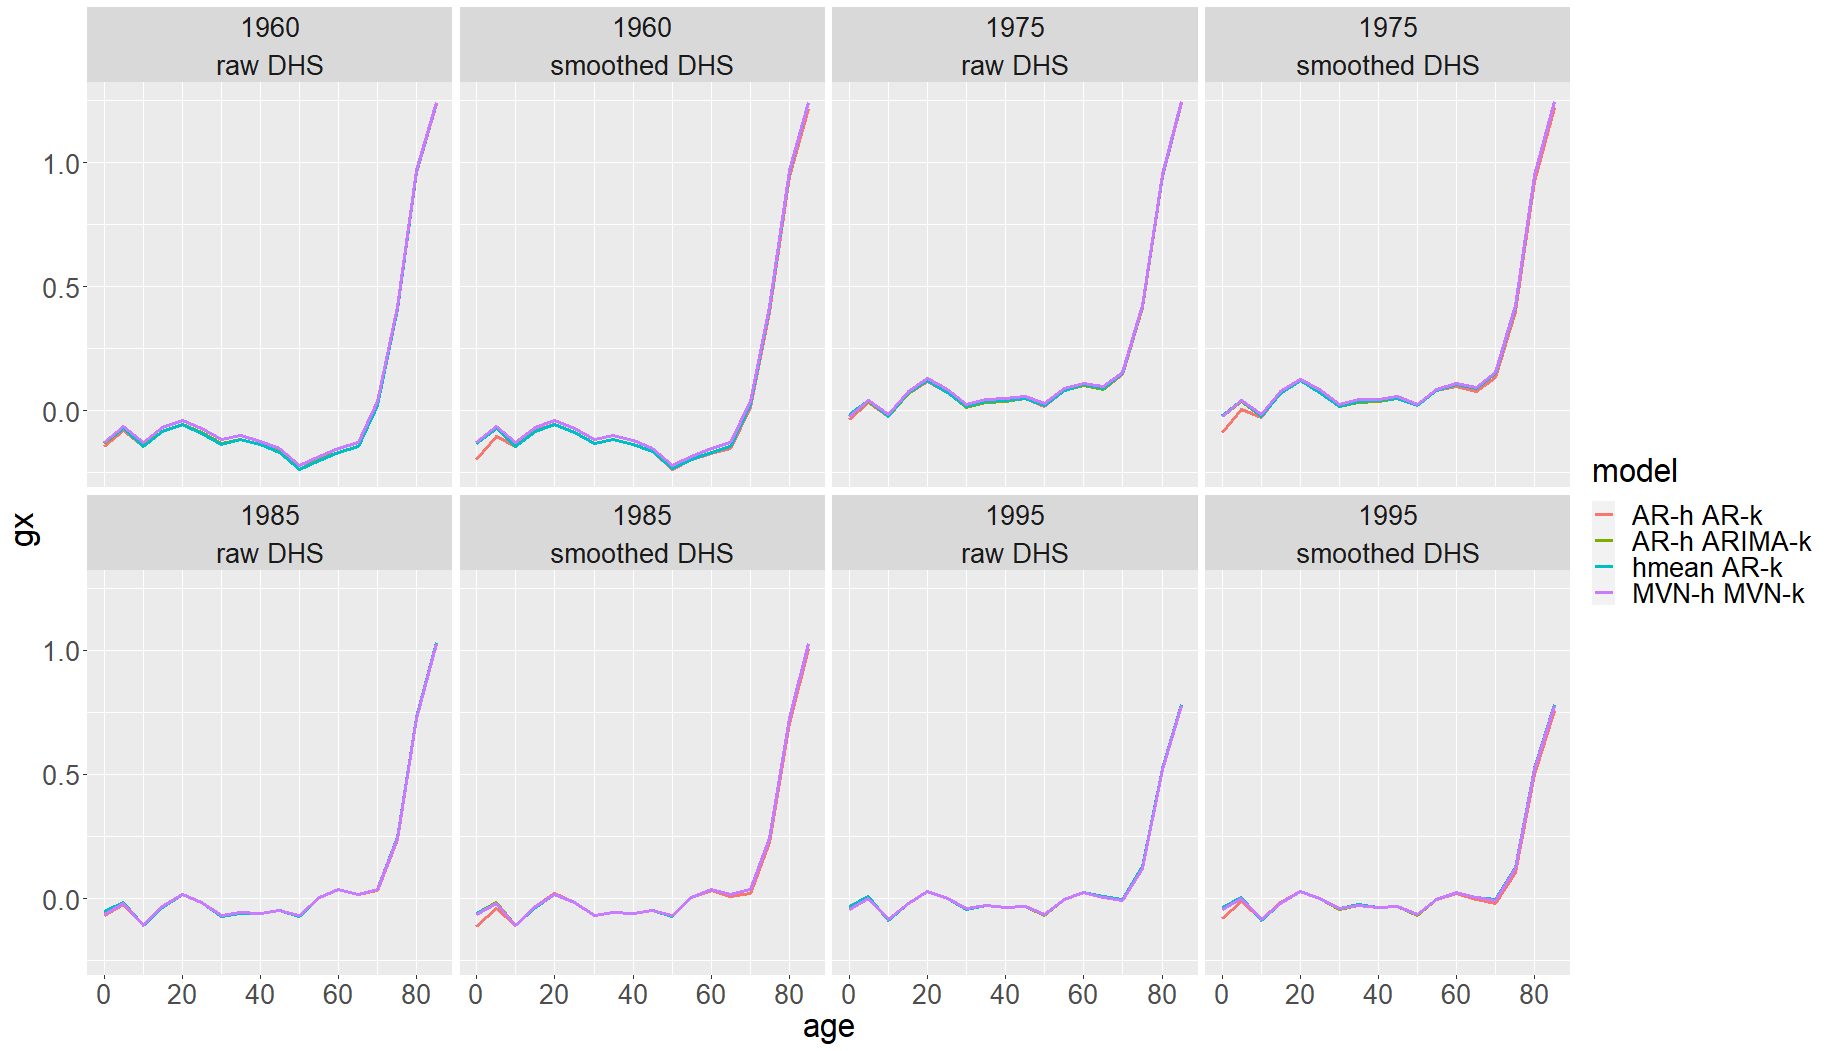 1960
raw DHS
1960
smoothed DHS
1975
raw DHS
1975
smoothed DHS
1.0
0.5
0.0
1985
raw DHS
1985
smoothed DHS
1995
raw DHS
1995
smoothed DHS
1.0
0.5
0.0
0 20 40 60 80
0 20 40 60 80
0 20 40 60 80
0 20 40 60 80
age
gx
model
AR-h AR-k
AR-h ARIMA-k
hmean AR-k
MVN-h MVN-k